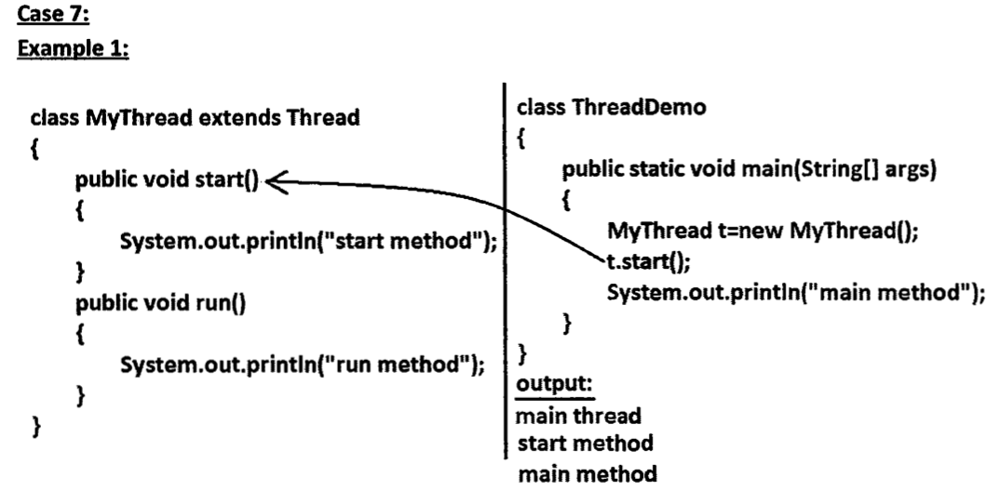 Case 7:
Example 1:
class MyThread extends Thread
{
public void start()
{
System.out.println("start method");
}
public void run()
{
System.out.println("run method");
}
}
class ThreadDemo
{
public static void main(String[] args)
{
MyThread t=new MyThread();
t.start();
System.out.println("main method");
}
}
output:
main thread
start method
main method